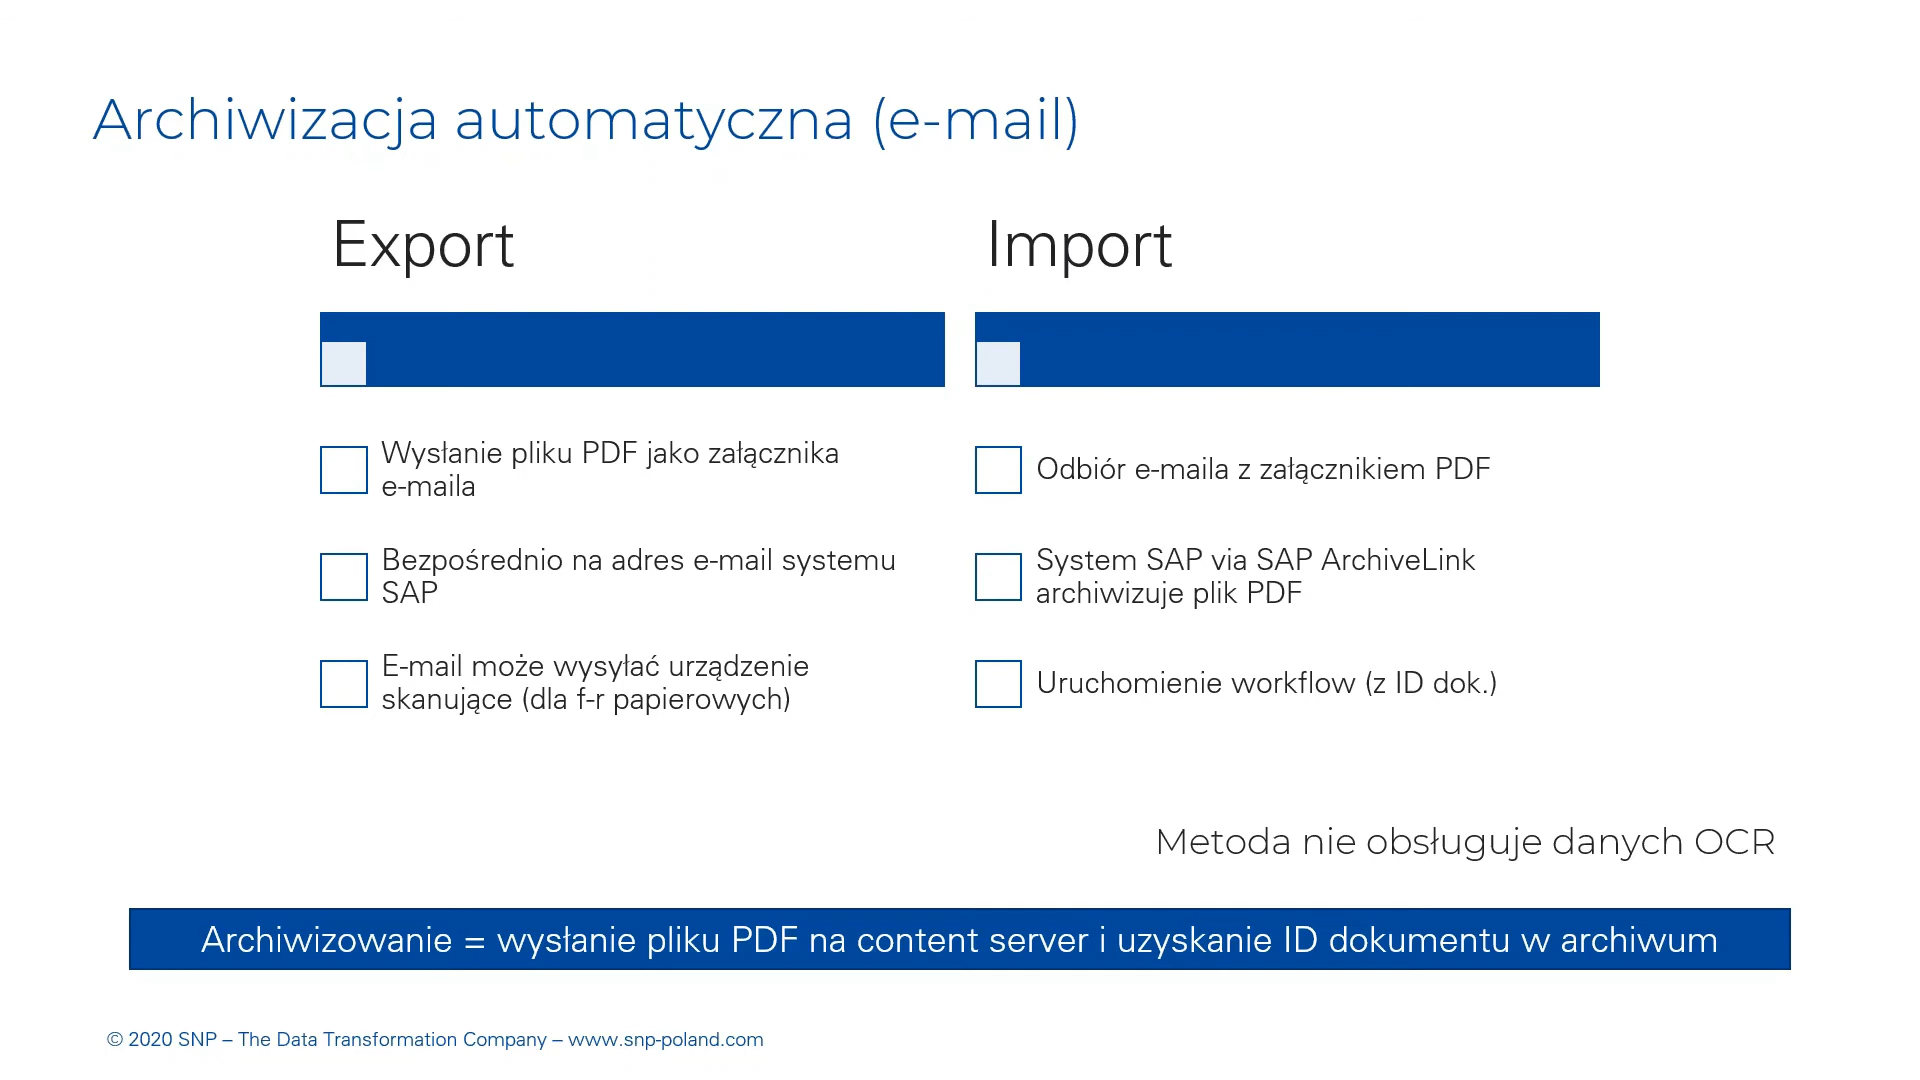 Archiwizacja automatyczna (e-mail)
Export
Wysłanie pliku PDF jako załącznika
e-maila
Bezpośrednio na adres e-mail systemu
SAP
E-mail może wysyłać urządzenie
skanujące (dla f-r papierowych)
Import
Odbiór e-maila z załącznikiem PDF
System SAP via SAP ArchiveLink
archiwizuje plik PDF
Uruchomienie workflow (z ID dok.)
Metoda nie obsługuje danych OCR
Archiwizowanie = wysłanie pliku PDF na content server i uzyskanie ID dokumentu w archiwum
© 2020 SNP – The Data Transformation Company – www.snp-poland.com